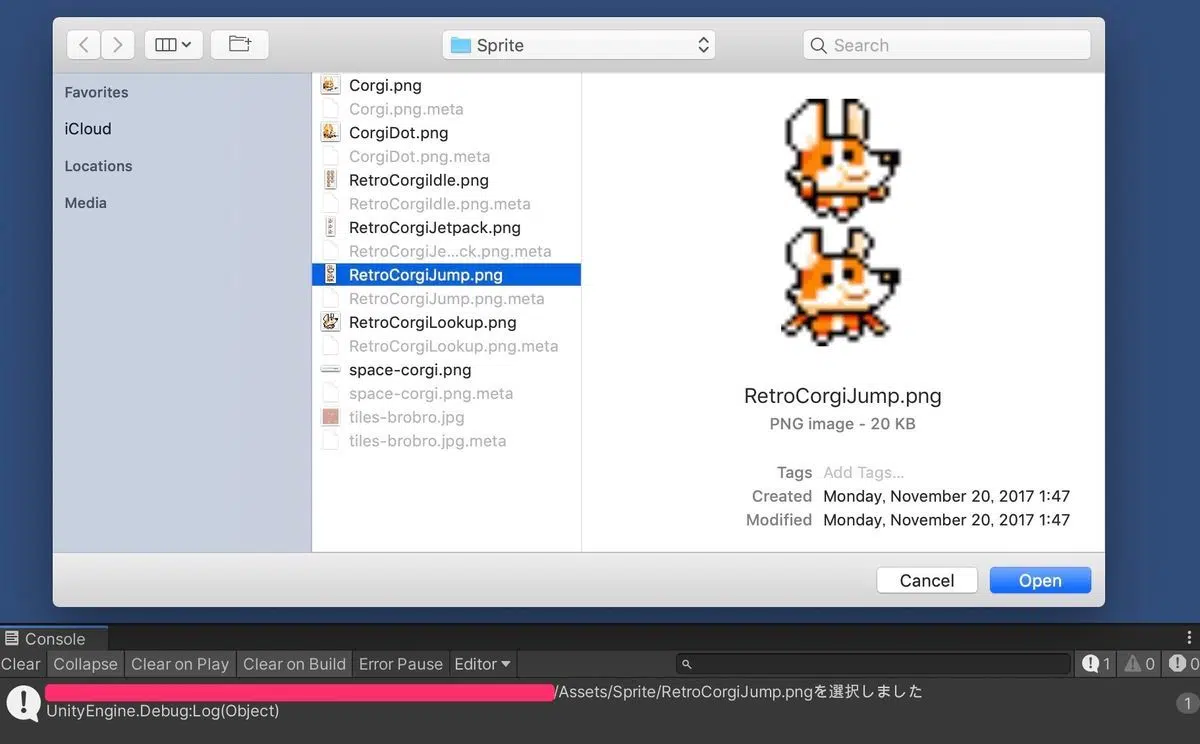 Sprite
Search
Favorites
iCloud
Locations
Media
Corgi.png
Corgi.png.meta
CorgiDot.png
CorgiDot.png.meta
RetroCorgiIdle.png
RetroCorgiIdle.png.meta
RetroCorgiJetpack.png
RetroCorgiJe...ck.png.meta
RetroCorgiJump.png
RetroCorgiJump.png.meta
RetroCorgiLookup.png
RetroCorgiLookup.png.meta
space-corgi.png
space-corgi.png.meta
tiles-brobro.jpg
tiles-brobro.jpg.meta
RetroCorgiJump.png
PNG image - 20 KB
Tags Add Tags...
Created Monday, November 20, 2017 1:47
Modified Monday, November 20, 2017 1:47
Cancel Open
Console
Clear Collapse Clear on Play Clear on Build Error Pause Editor 1 0 0
/Assets/Sprite/RetroCorgiJump.pngを選択しました
UnityEngine.Debug:Log(Object)
1